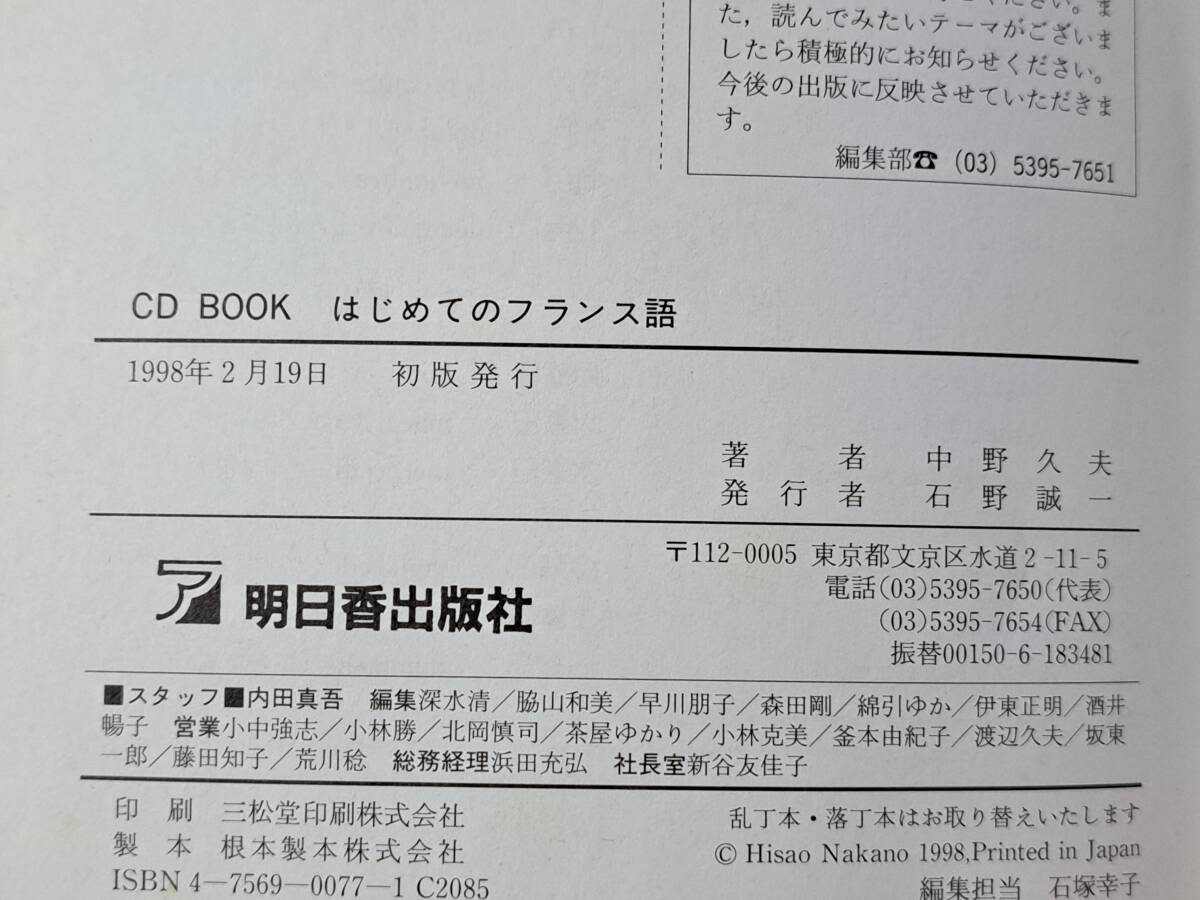 ください。ま
た，読んでみたいテーマがございま
したら積極的にお知らせください。
今後の出版に反映させていただきま
す。
編集部☎ (03) 5395-7651
CD BOOK はじめてのフランス語
1998年2月19日 初版発行
著者 中野久夫
発行者 石野誠一
ア 明日香出版社
〒112-0005 東京都文京区水道2-11-5
電話(03)5395-7650(代表)
(03)5395-7654(FAX)
振替00150-6-183481
■スタッフ■内田真吾 編集深水清／脇山和美／早川朋子／森田剛／綿引ゆか／伊東正明／酒井
暢子 営業小中強志／小林勝／北岡慎司／茶屋ゆかり／小林克美／釜本由紀子／渡辺久夫／坂東
一郎／藤田知子／荒川稔 総務経理浜田充弘 社長室新谷友佳子
印刷 三松堂印刷株式会社
製本 根本製本株式会社
ISBN 4-7569-0077-1 C2085
乱丁本・落丁本はお取り替えいたします
© Hisao Nakano 1998,Printed in Japan
編集担当 石塚幸子